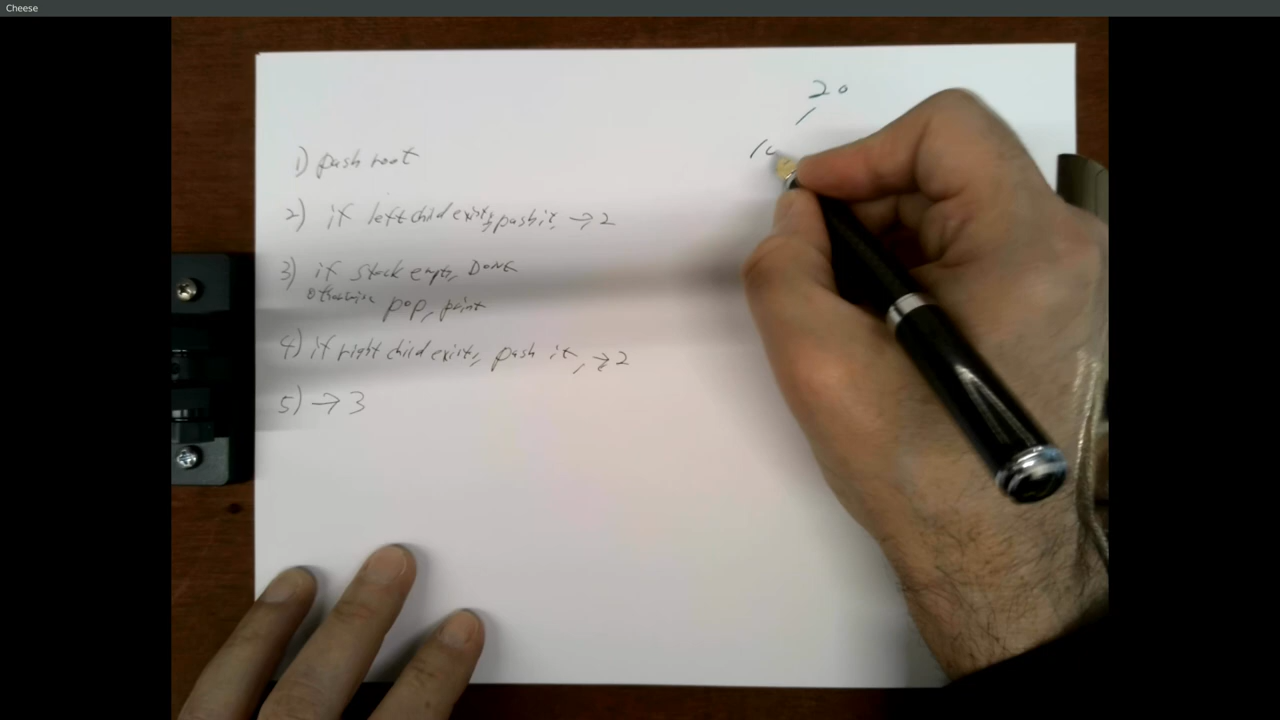 Cheese
20
1) push root
2) if left child exists, push it, → 2
3) if stack empty, DONE
otherwise pop, print
4) if right child exists, push it, → 2
5) → 3